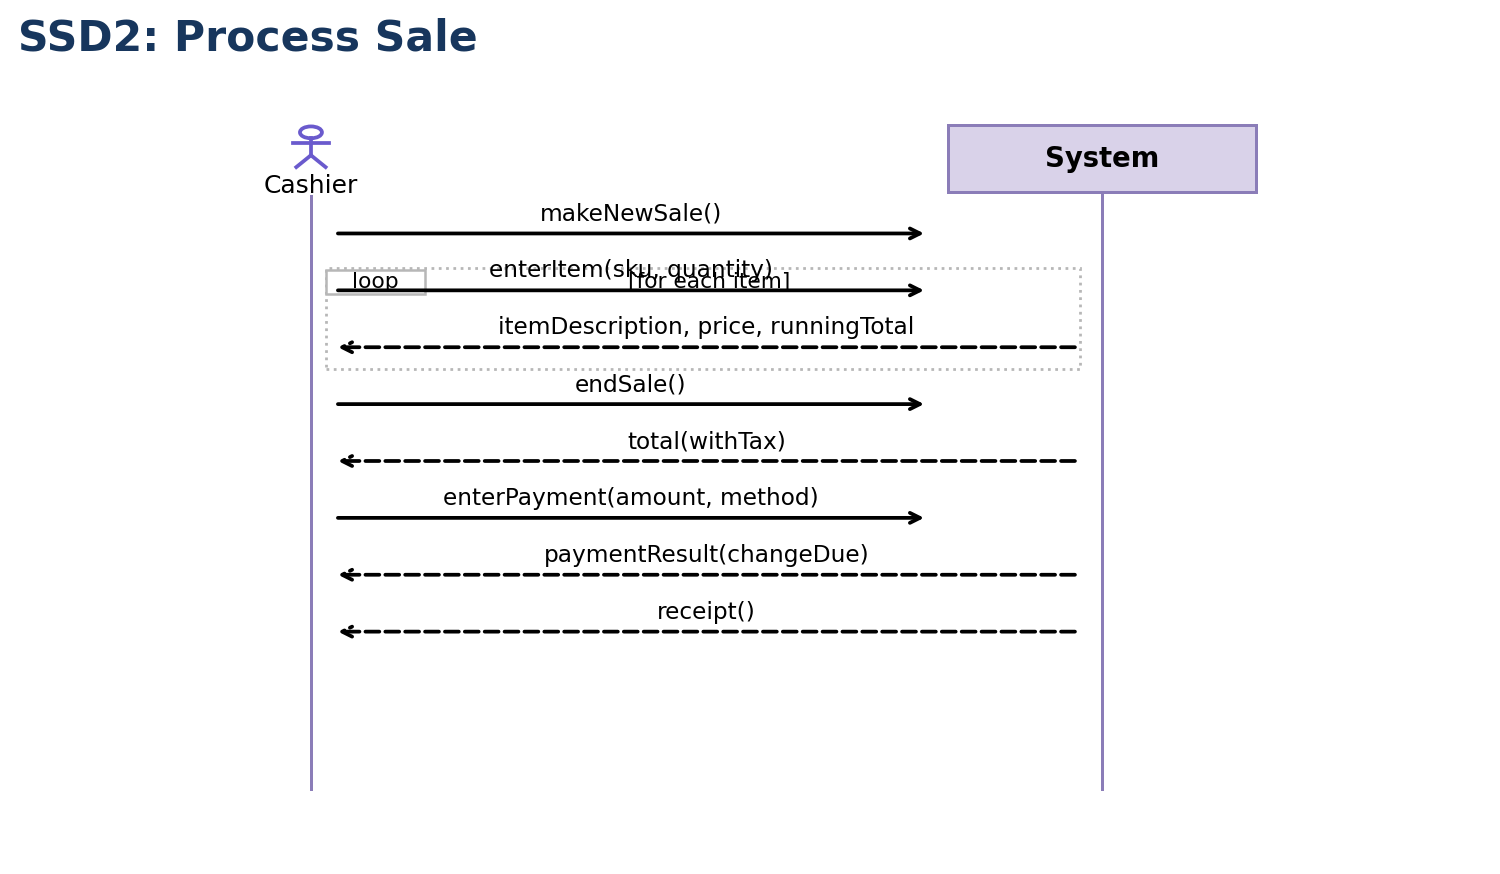 SSD2: Process Sale
System
Cashier
makeNewSale()
enterItem(sku, quantity)
loop
[for each item]
itemDescription, price, runningTotal
endSale()
total(withTax)
enterPayment(amount, method)
paymentResult(changeDue)
receipt()